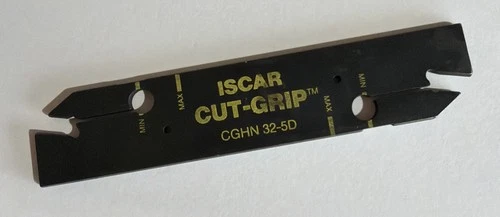 MIN
MAX
ISCAR
CUT-GRIP™
CGHN 32-5D
MAX
MIN